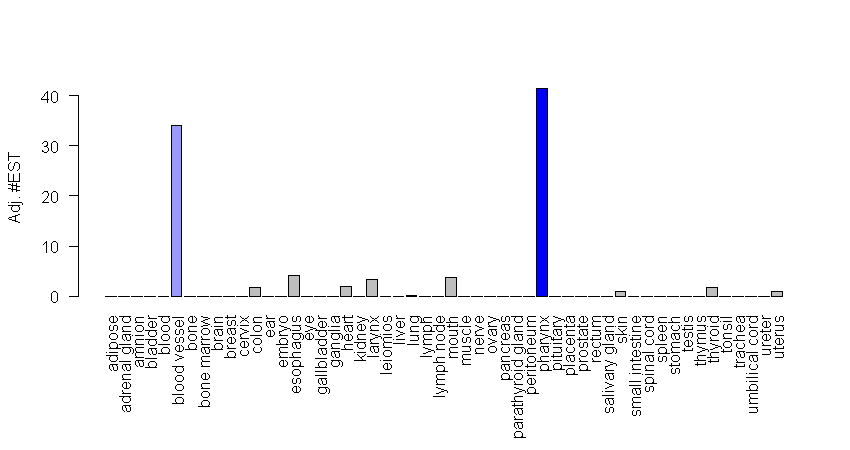 Adj. #EST
40
30
20
10
0
adipose
adrenal gland
amnion
bladder
blood
blood vessel
bone
bone marrow
brain
breast
cervix
colon
ear
embryo
esophagus
eye
gallbladder
ganglia
heart
kidney
larynx
leiomios
liver
lung
lymph
lymph node
mouth
muscle
nerve
ovary
pancreas
parathyroid gland
peritoneum
pharynx
pituitary
placenta
prostate
rectum
salivary gland
skin
small intestine
spinal cord
spleen
stomach
testis
thymus
thyroid
tonsil
trachea
umbilical cord
ureter
uterus